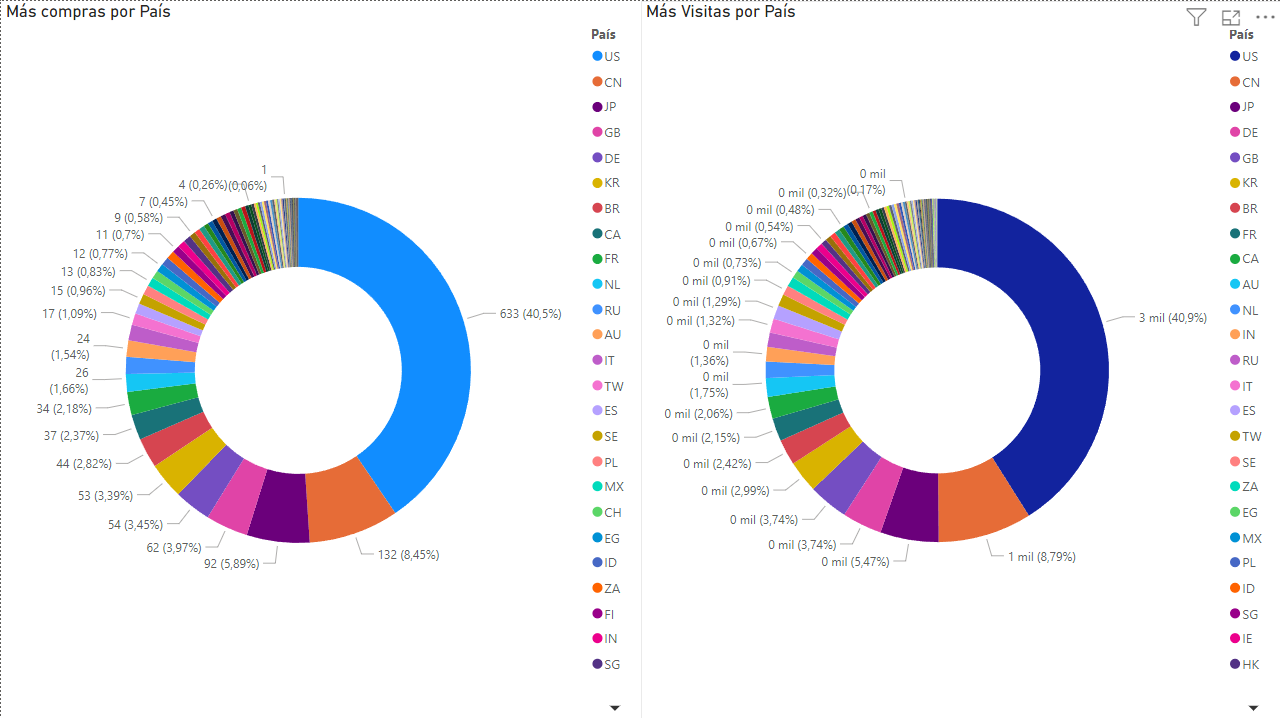 Más compras por País
País
US
CN
JP
GB
DE
KR
BR
CA
FR
NL
RU
AU
IT
TW
ES
SE
PL
MX
CH
EG
ID
ZA
FI
IN
SG
1
(0,06%)
4 (0,26%)
7 (0,45%)
9 (0,58%)
11 (0,7%)
12 (0,77%)
13 (0,83%)
15 (0,96%)
17 (1,09%)
24
(1,54%)
26
(1,66%)
34 (2,18%)
37 (2,37%)
44 (2,82%)
53 (3,39%)
54 (3,45%)
62 (3,97%)
92 (5,89%)
132 (8,45%)
633 (40,5%)
Más Visitas por País
País
US
CN
JP
DE
GB
KR
BR
FR
CA
AU
NL
IN
RU
IT
ES
TW
SE
ZA
EG
MX
PL
ID
SG
IE
HK
0 mil
(0,17%)
0 mil (0,32%)
0 mil (0,48%)
0 mil (0,54%)
0 mil (0,67%)
0 mil (0,73%)
0 mil (0,91%)
0 mil (1,29%)
0 mil (1,32%)
0 mil
(1,36%)
0 mil
(1,75%)
0 mil (2,06%)
0 mil (2,15%)
0 mil (2,42%)
0 mil (2,99%)
0 mil (3,74%)
0 mil (3,74%)
0 mil (5,47%)
1 mil (8,79%)
3 mil (40,9%)